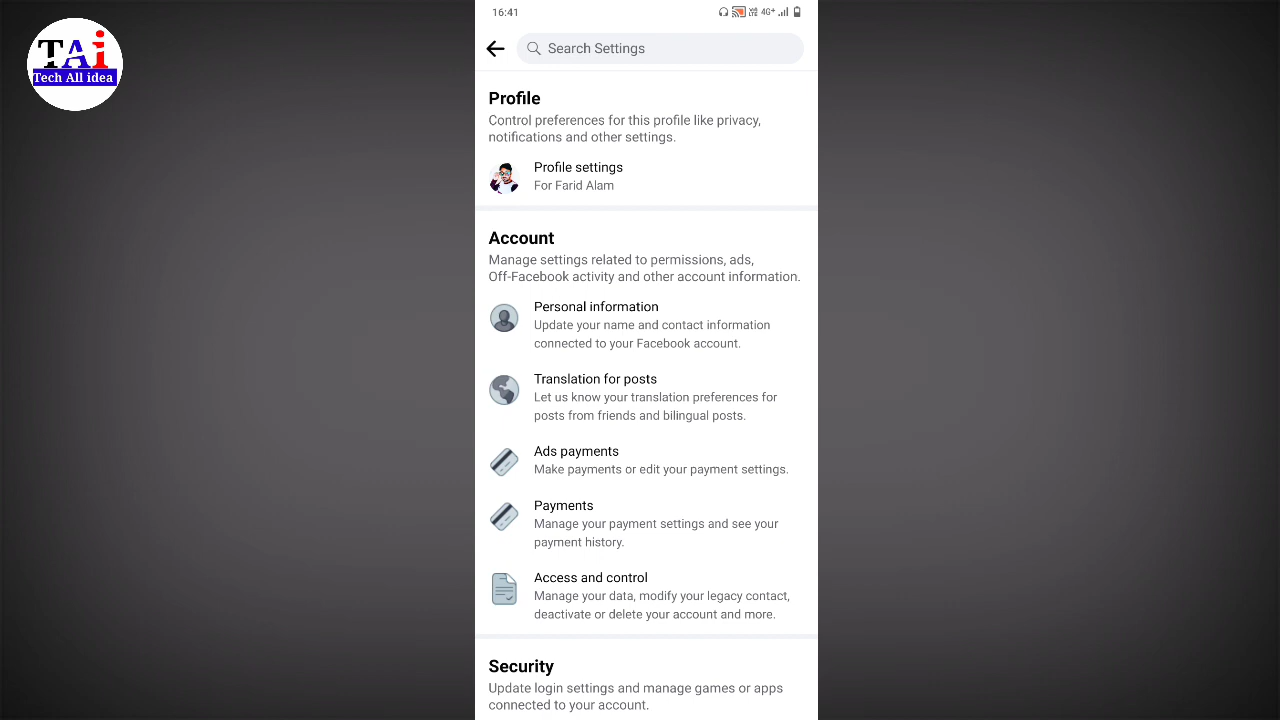 TAi
Tech All idea
16:41
4G+
Search Settings
Profile
Control preferences for this profile like privacy,
notifications and other settings.
Profile settings
For Farid Alam
Account
Manage settings related to permissions, ads,
Off-Facebook activity and other account information.
Personal information
Update your name and contact information
connected to your Facebook account.
Translation for posts
Let us know your translation preferences for
posts from friends and bilingual posts.
Ads payments
Make payments or edit your payment settings.
Payments
Manage your payment settings and see your
payment history.
Access and control
Manage your data, modify your legacy contact,
deactivate or delete your account and more.
Security
Update login settings and manage games or apps
connected to your account.